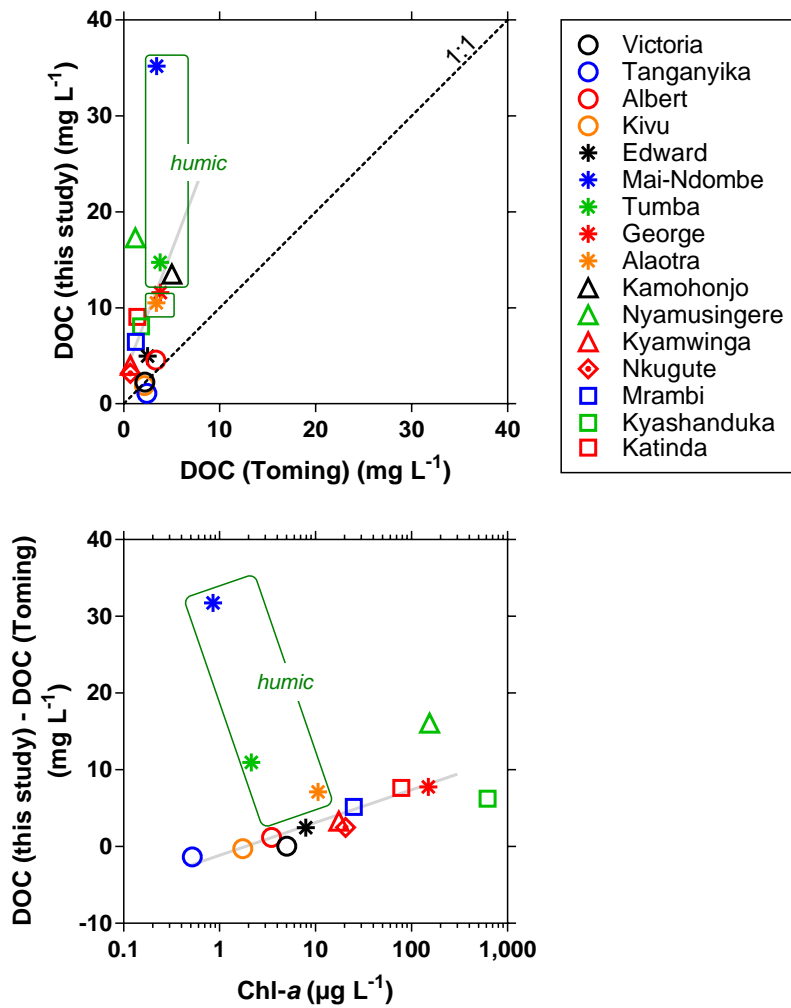 40
30
20
10
0
0
10
20
30
40
DOC (this study) (mg L⁻¹)
DOC (Toming) (mg L⁻¹)
1:1
humic
Victoria
Tanganyika
Albert
Kivu
Edward
Mai-Ndombe
Tumba
George
Alaotra
Kamohonjo
Nyamusingere
Kyamwinga
Nkugute
Mrambi
Kyashanduka
Katinda
40
30
20
10
0
-10
0.1
1
10
100
1,000
DOC (this study) - DOC (Toming)
(mg L⁻¹)
humic
Chl-a (µg L⁻¹)